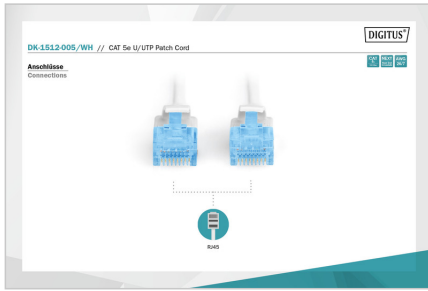 DIGITUS®
DK-1512-005/WH // CAT 5e U/UTP Patch Cord
Anschlüsse
Connections
RJ45